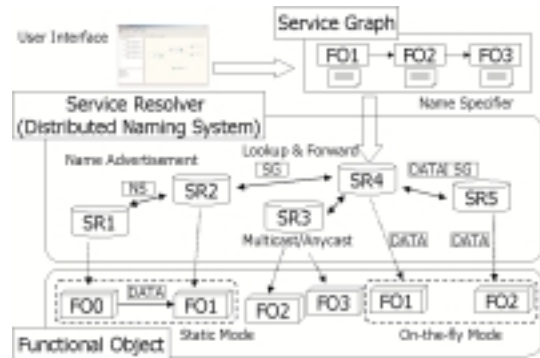 Service Graph
User Interface
FO1 FO2 FO3
Name Specifier
Service Resolver
(Distributed Naming System)
Name Advertisement
Lookup & Forward
NS
SG
DATA SG
SR1
SR2
SR3
SR4
SR5
Multicast/Anycast
DATA
DATA
FO0
DATA
FO1
FO2
FO3
FO1
FO2
Static Mode
On-the-fly Mode
Functional Object